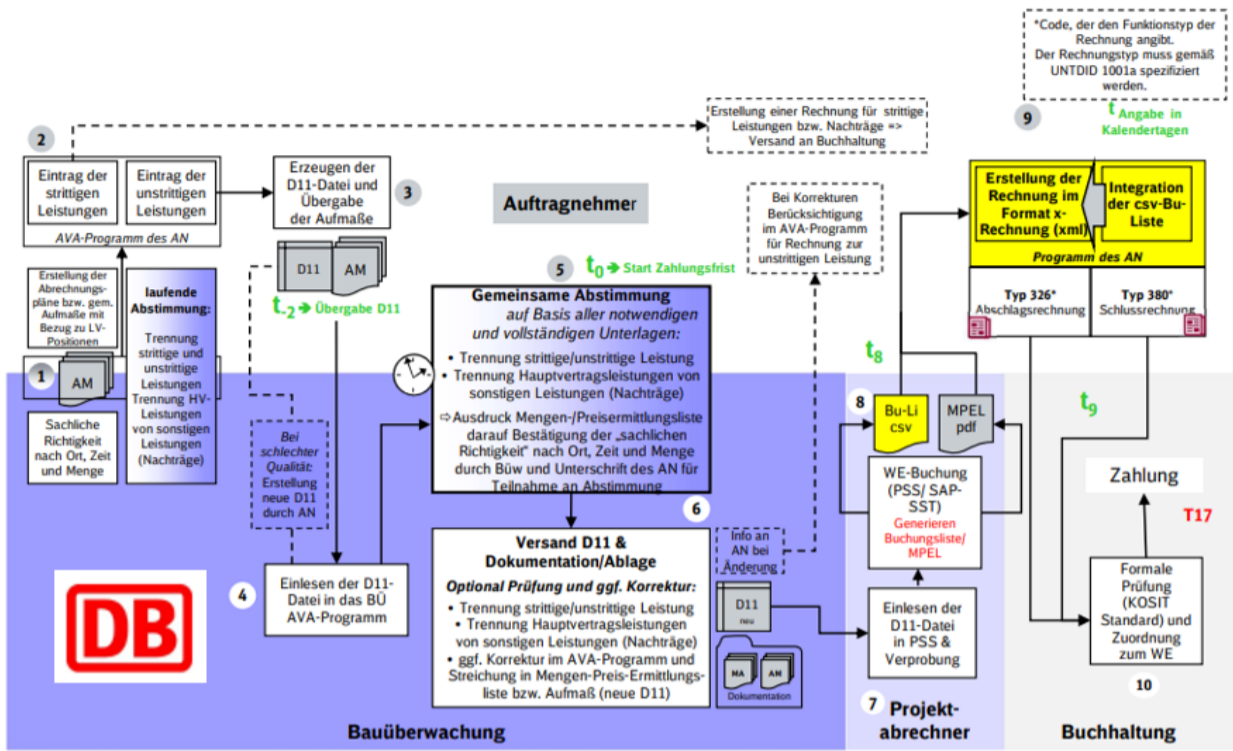 *Code, der den Funktionstyp der
Rechnung angibt.
Der Rechnungstyp muss gemäß
UNTDID 1001a spezifiziert
werden.
9
t Angabe in
Kalendertagen
Erstellung einer Rechnung für strittige
Leistungen bzw. Nachträge =>
Versand an Buchhaltung
2
Eintrag der
strittigen
Leistungen
Eintrag der
unstrittigen
Leistungen
AVA-Programm des AN
Erzeugen der
D11-Datei und
Übergabe
der Aufmaße
3
D11
AM
t-2 → Übergabe D11
Auftragnehmer
Bei Korrekturen
Berücksichtigung
im AVA-Programm
für Rechnung zur
unstrittigen Leistung
Erstellung der
Rechnung im
Format x-
Rechnung (xml)
Integration
der csv-Bu-
Liste
Programm des AN
Typ 326*
Abschlagsrechnung
Typ 380*
Schlussrechnung
Erstellung der
Abrechnungs-
pläne bzw. gem.
Aufmaße mit
Bezug zu LV-
Positionen
laufende
Abstimmung:
Trennung
strittige und
unstrittige
Leistungen
Trennung HV-
Leistungen
von sonstigen
Leistungen
(Nachträge)
1
AM
Sachliche
Richtigkeit
nach Ort, Zeit
und Menge
5
t0 → Start Zahlungsfrist
Gemeinsame Abstimmung
auf Basis aller notwendigen
und vollständigen Unterlagen:
• Trennung strittige/unstrittige Leistung
• Trennung Hauptvertragsleistungen von
sonstigen Leistungen (Nachträge)
⇨Ausdruck Mengen-/Preisermittlungsliste
darauf Bestätigung der „sachlichen
Richtigkeit" nach Ort, Zeit und Menge
durch Büw und Unterschrift des AN für
Teilnahme an Abstimmung
Bei
schlechter
Qualität:
Erstellung
neue D11
durch AN
4
Einlesen der D11-
Datei in das BÜ
AVA-Programm
DB
6
Versand D11 &
Dokumentation/Ablage
Optional Prüfung und ggf. Korrektur:
• Trennung strittige/unstrittige Leistung
• Trennung Hauptvertragsleistungen
von sonstigen Leistungen (Nachträge)
• ggf. Korrektur im AVA-Programm und
Streichung in Mengen-Preis-Ermittlungs-
liste bzw. Aufmaß (neue D11)
Info an
AN bei
Änderung
D11
neu
MA
AM
Dokumentation
Bauüberwachung
t8
8
Bu-Li
csv
MPEL
pdf
WE-Buchung
(PSS/ SAP-
SST)
Generieren
Buchungsliste/
MPEL
Einlesen der
D11-Datei
in PSS &
Verprobung
7
Projekt-
abrechner
t9
Zahlung
T17
Formale
Prüfung
(KOSIT
Standard) und
Zuordnung
zum WE
10
Buchhaltung